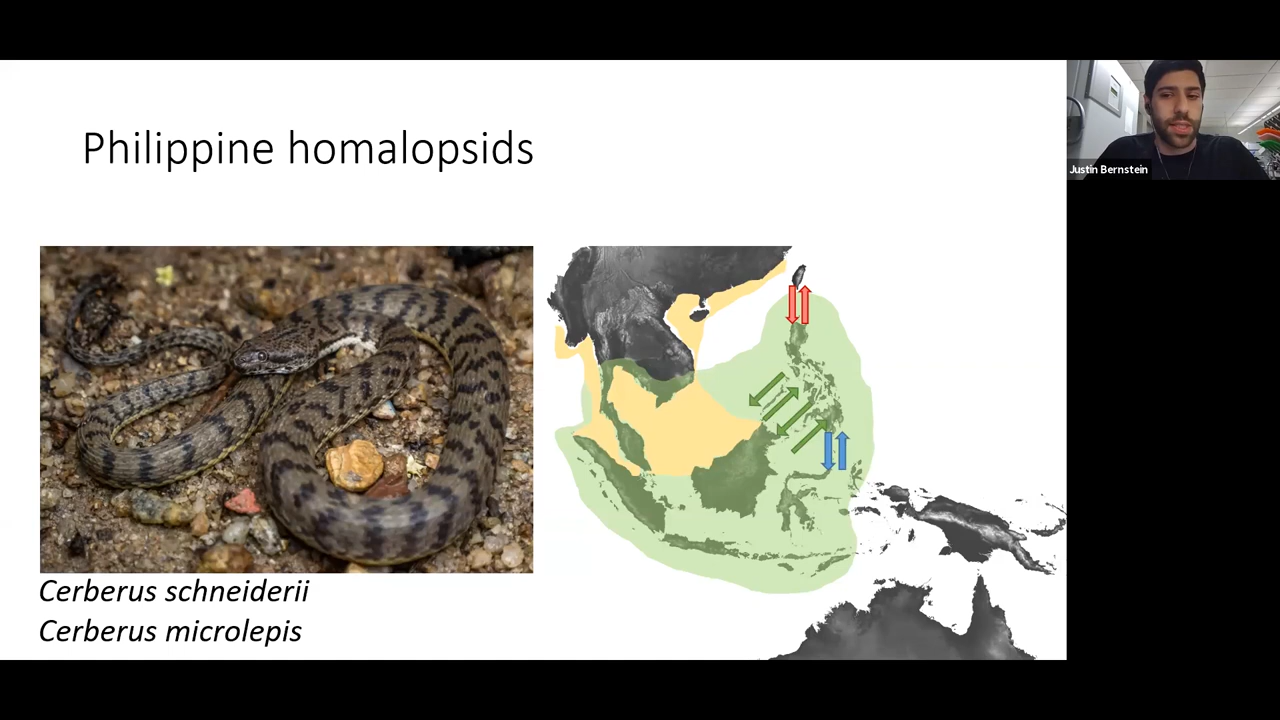 Philippine homalopsids
Justin Bernstein
Cerberus schneiderii
Cerberus microlepis